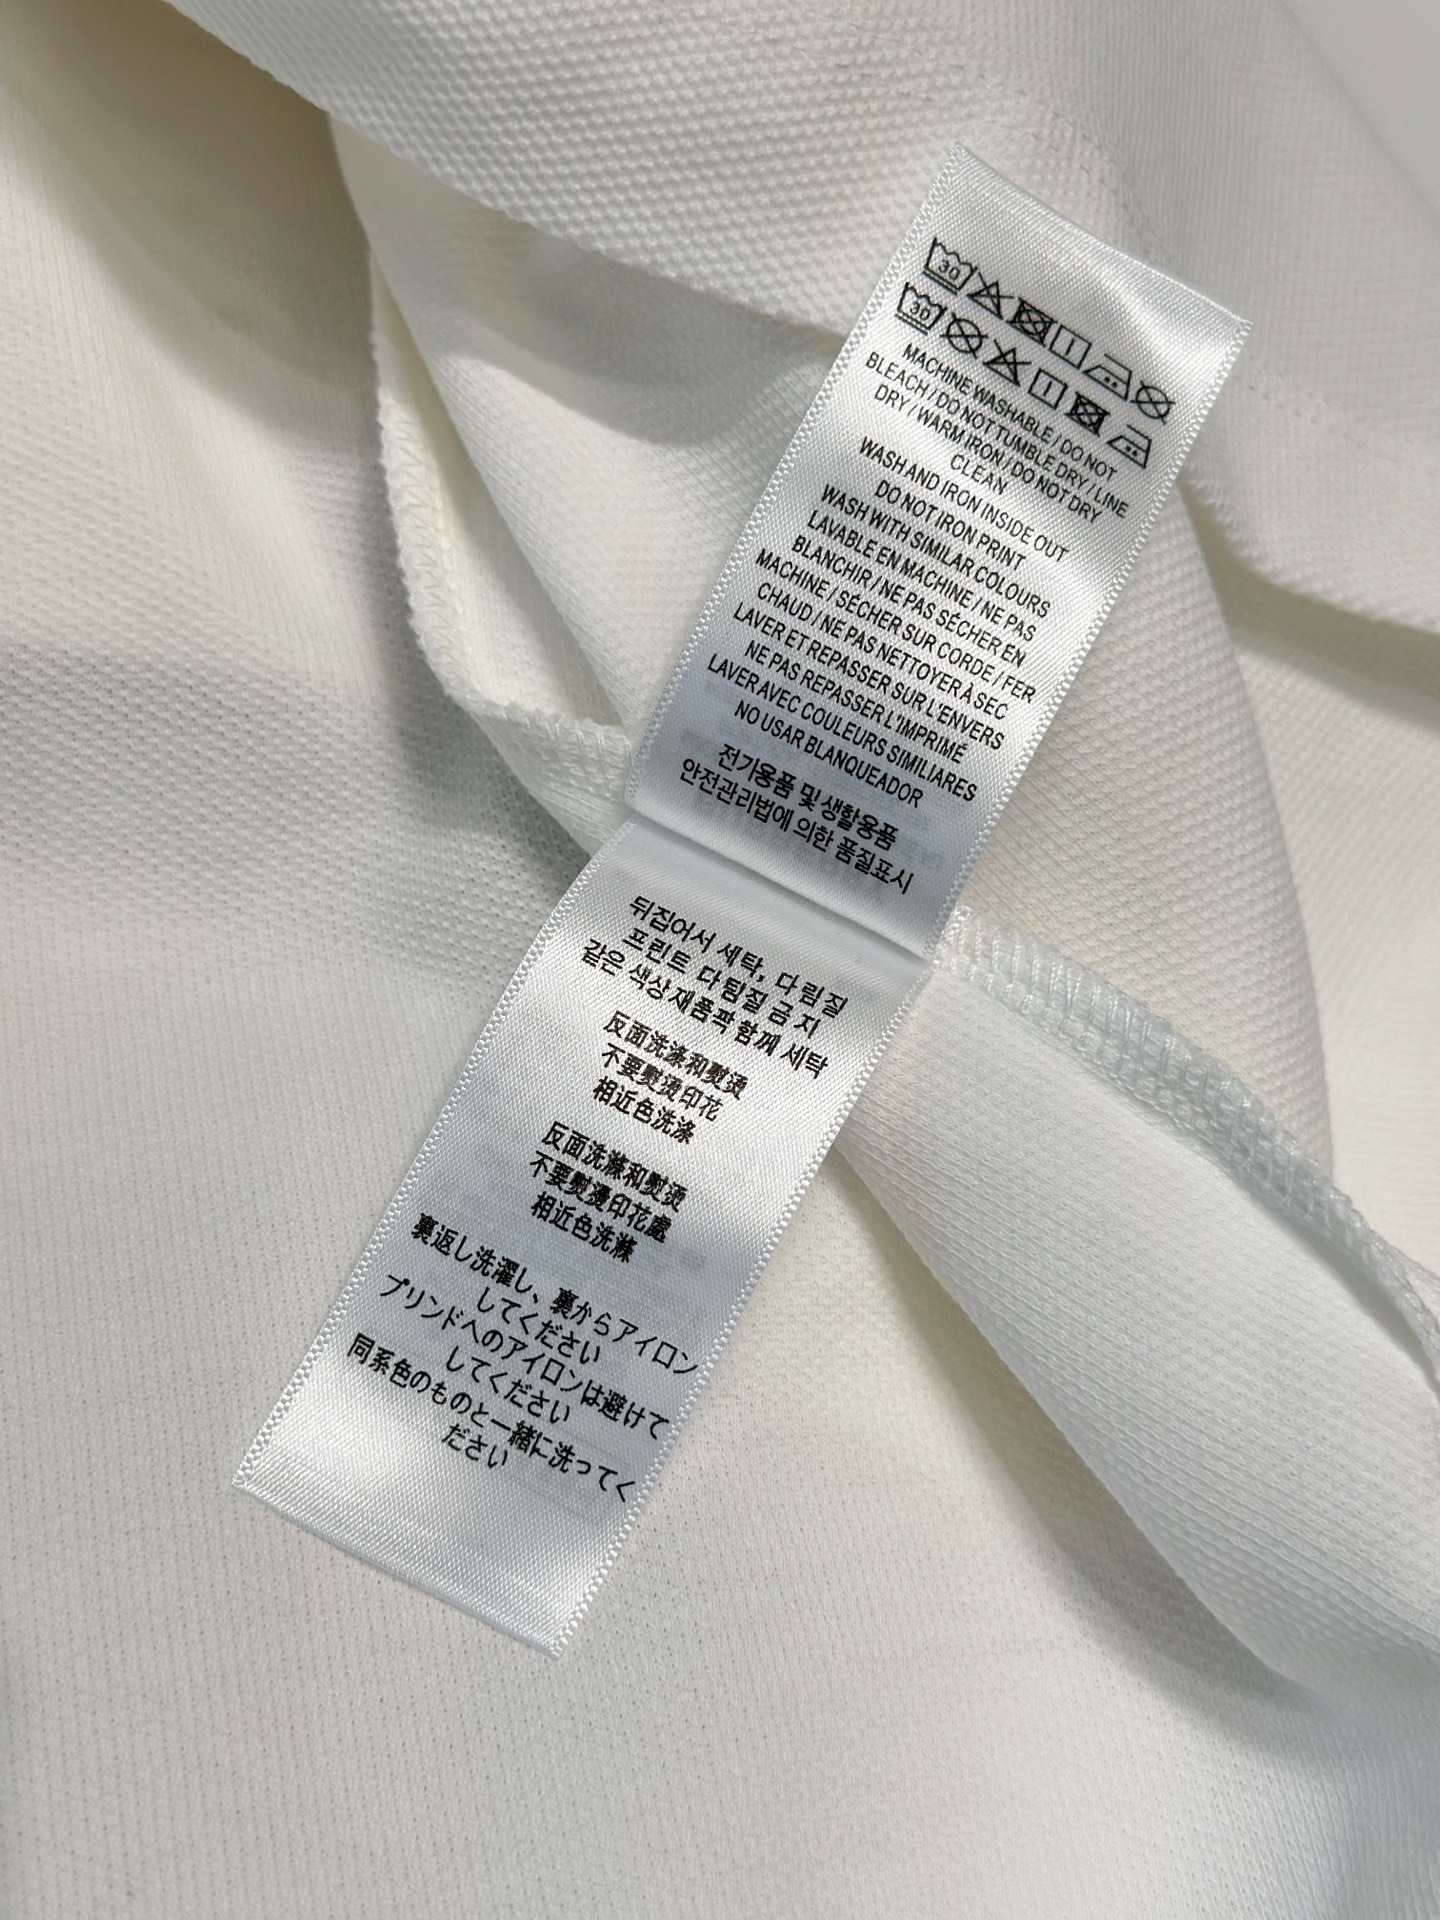 30
30
MACHINE WASHABLE / DO NOT
BLEACH / DO NOT TUMBLE DRY / LINE
DRY / WARM IRON / DO NOT DRY
CLEAN
WASH AND IRON INSIDE OUT
DO NOT IRON PRINT
WASH WITH SIMILAR COLOURS
LAVABLE EN MACHINE / NE PAS
BLANCHIR / NE PAS SÉCHER EN
MACHINE / SÉCHER SUR CORDE / FER
CHAUD / NE PAS NETTOYER À SEC
LAVER ET REPASSER SUR L'ENVERS
NE PAS REPASSER L'IMPRIMÉ
LAVER AVEC COULEURS SIMILIARES
NO USAR BLANQUEADOR
전기용품 및 생활용품
안전관리법에 의한 품질표시
뒤집어서 세탁, 다림질
프린트 다림질 금지
같은 색상제품과 함께 세탁
反面洗涤和熨烫
不要熨烫印花
相近色洗涤
反面洗滌和熨燙
不要熨燙印花處
相近色洗滌
裏返し洗濯し、裏からアイロン
してください
プリンドへのアイロンは避けて
してください
同系色のものと一緒に洗ってく
ださい